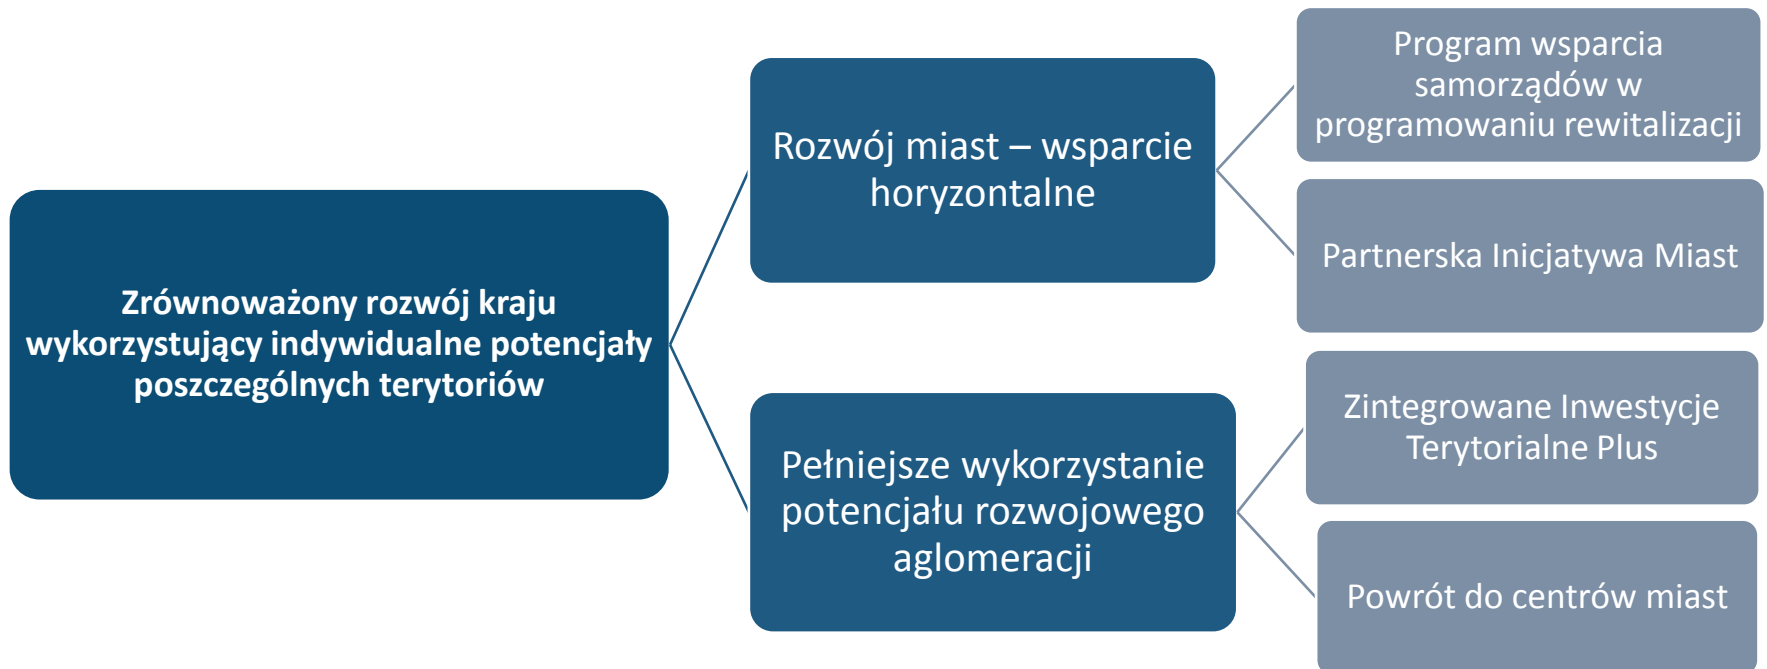 Zrównoważony rozwój kraju
wykorzystujący indywidualne potencjały
poszczególnych terytoriów
Rozwój miast – wsparcie
horyzontalne
Program wsparcia
samorządów w
programowaniu rewitalizacji
Partnerska Inicjatywa Miast
Pełniejsze wykorzystanie
potencjału rozwojowego
aglomeracji
Zintegrowane Inwestycje
Terytorialne Plus
Powrót do centrów miast